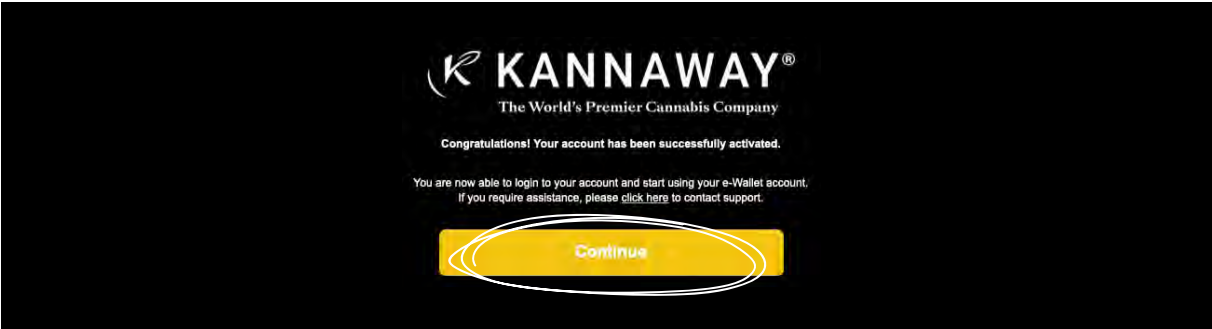 KANNAWAY®
The World's Premier Cannabis Company
Congratulations! Your account has been successfully activated.
You are now able to login to your account and start using your e-Wallet account.
If you require assistance, please click here to contact support.
Continue